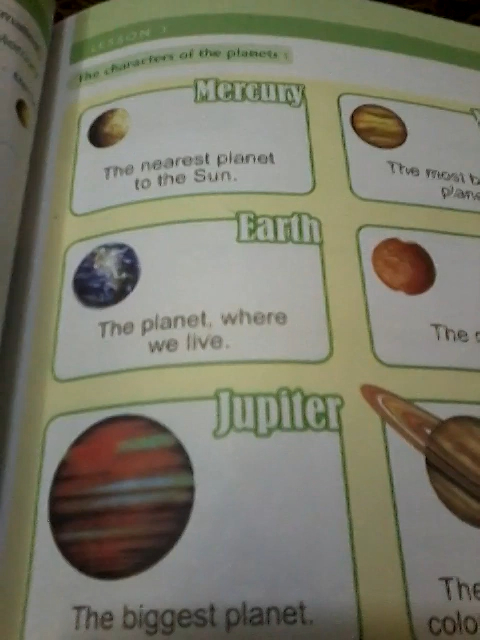 LESSON 1
The characters of the planets :
Mercury
The nearest planet
to the Sun.
The most b
plane
Earth
The planet, where
we live.
The
Jupiter
The biggest planet.
The
colo